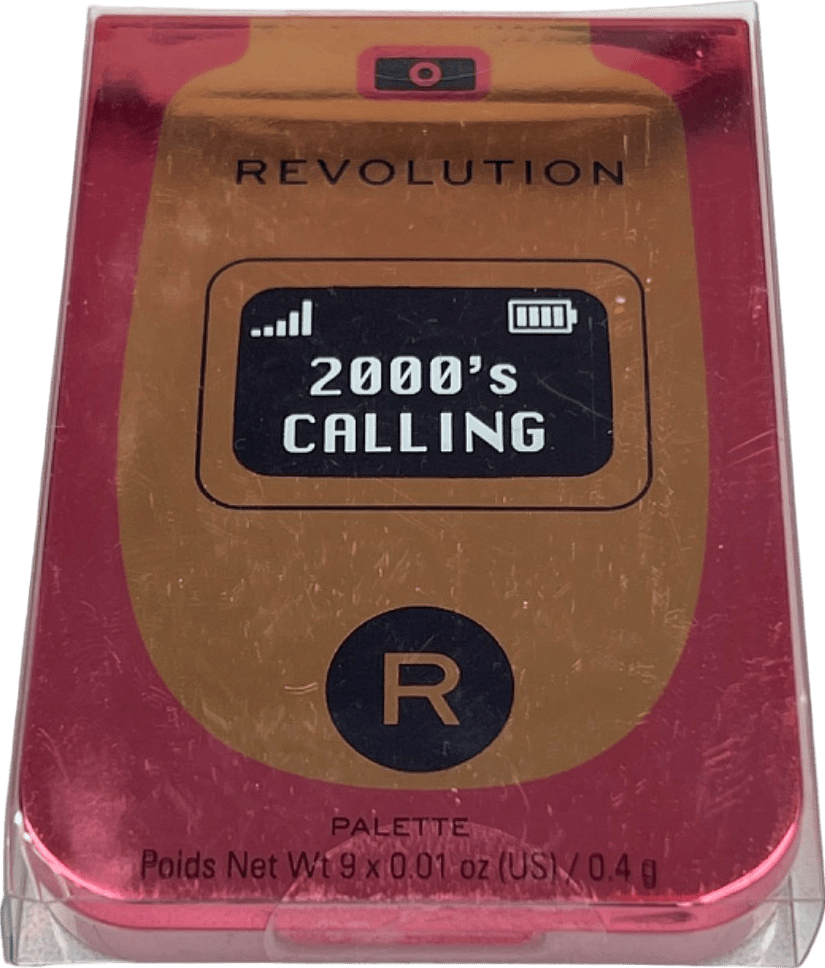 REVOLUTION
2000's
CALLING
R
PALETTE
Poids Net Wt 9 x 0.01 oz (US) / 0.4 g